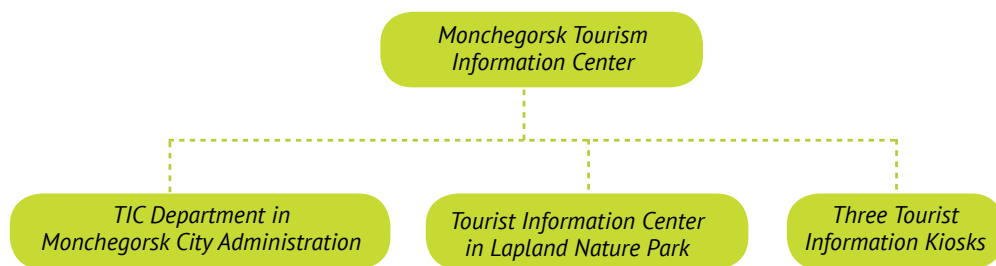 Monchegorsk Tourism
Information Center
TIC Department in
Monchegorsk City Administration
Tourist Information Center
in Lapland Nature Park
Three Tourist
Information Kiosks